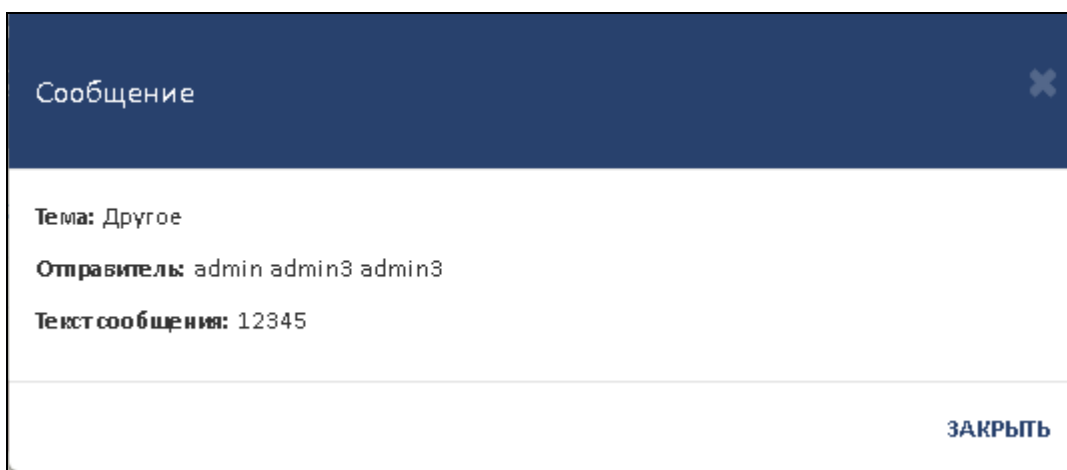 Сообщение
Тема: Другое
Отправитель: admin admin3 admin3
Текст сообщения: 12345
ЗАКРЫТЬ